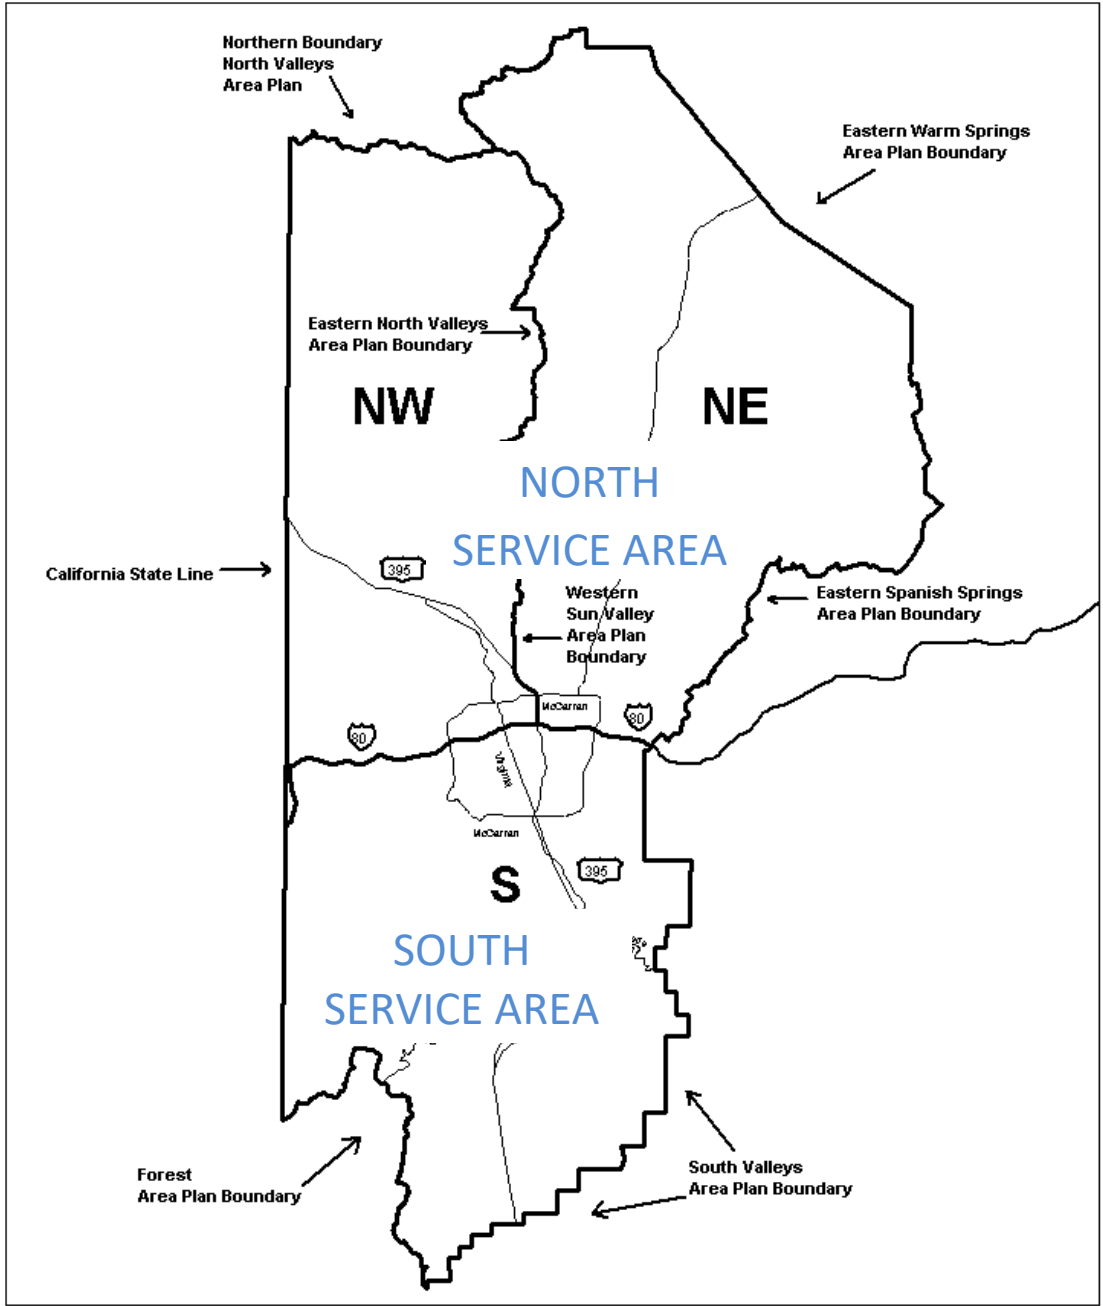 Northern Boundary
North Valleys
Area Plan
Eastern Warm Springs
Area Plan Boundary
Eastern North Valleys
Area Plan Boundary
NW
NE
NORTH
SERVICE AREA
395
California State Line
Western
Sun Valley
Area Plan
Boundary
Eastern Spanish Springs
Area Plan Boundary
McCarran
80
80
Virginia
McCarran
395
S
SOUTH
SERVICE AREA
Forest
Area Plan Boundary
South Valleys
Area Plan Boundary